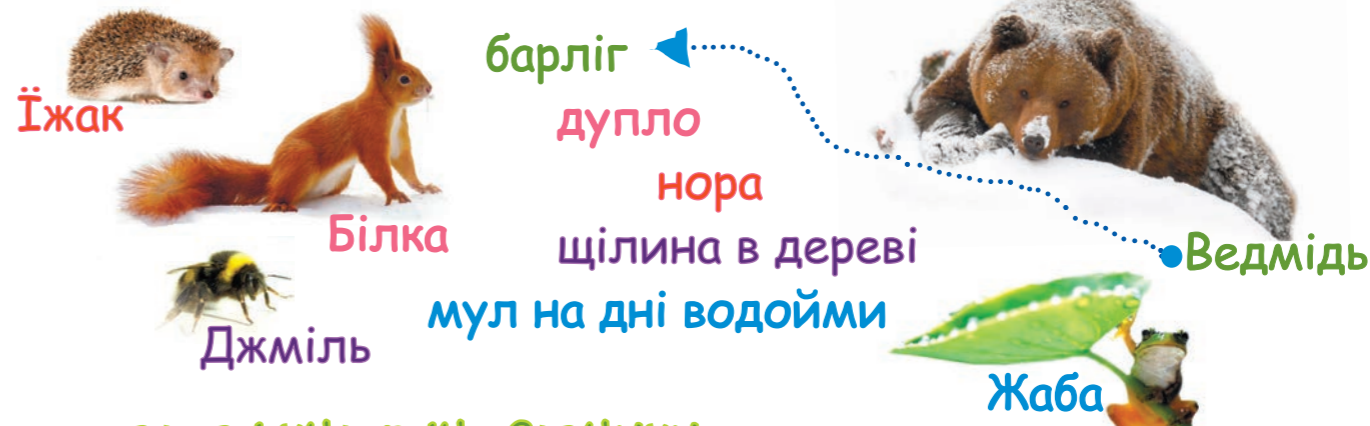 барліг
Їжак
дупло
нора
Білка
щілина в дереві
Ведмідь
мул на дні водойми
Джміль
Жаба